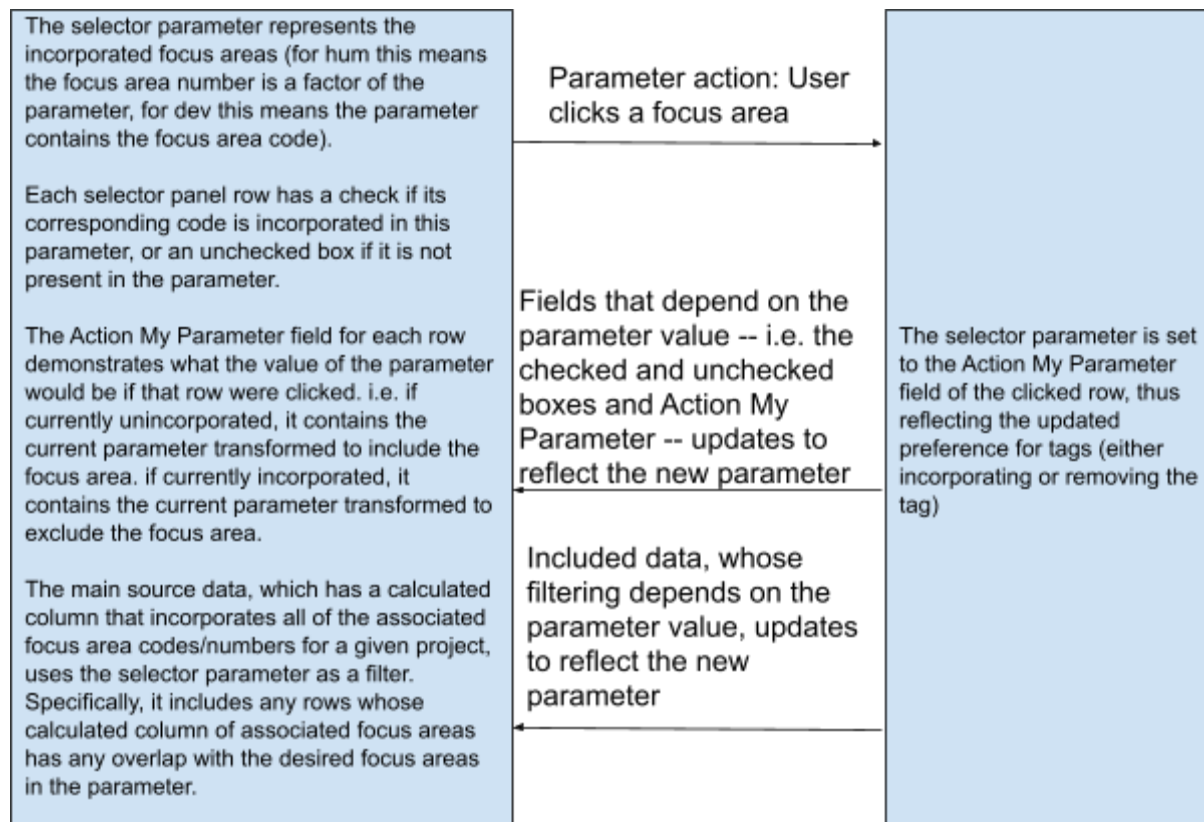 The selector parameter represents the
incorporated focus areas (for hum this means
the focus area number is a factor of the
parameter, for dev this means the parameter
contains the focus area code).
Each selector panel row has a check if its
corresponding code is incorporated in this
parameter, or an unchecked box if it is not
present in the parameter.
The Action My Parameter field for each row
demonstrates what the value of the parameter
would be if that row were clicked. i.e. if
currently unincorporated, it contains the
current parameter transformed to include the
focus area. if currently incorporated, it
contains the current parameter transformed to
exclude the focus area.
The main source data, which has a calculated
column that incorporates all of the associated
focus area codes/numbers for a given project,
uses the selector parameter as a filter.
Specifically, it includes any rows whose
calculated column of associated focus areas
has any overlap with the desired focus areas
in the parameter.
Parameter action: User
clicks a focus area
Fields that depend on the
parameter value -- i.e. the
checked and unchecked
boxes and Action My
Parameter -- updates to
reflect the new parameter
Included data, whose
filtering depends on the
parameter value, updates
to reflect the new
parameter
The selector parameter is set
to the Action My Parameter
field of the clicked row, thus
reflecting the updated
preference for tags (either
incorporating or removing the
tag)